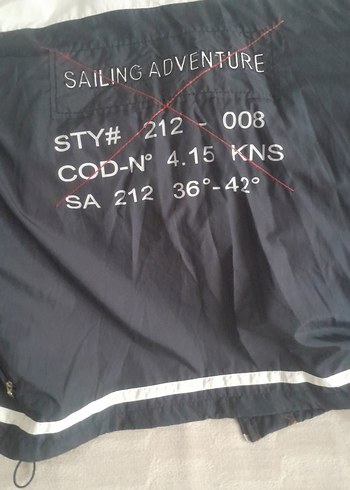 SAILING ADVENTURE
STY# 212 - 008
COD-N° 4.15 KNS
SA 212 36°-42°